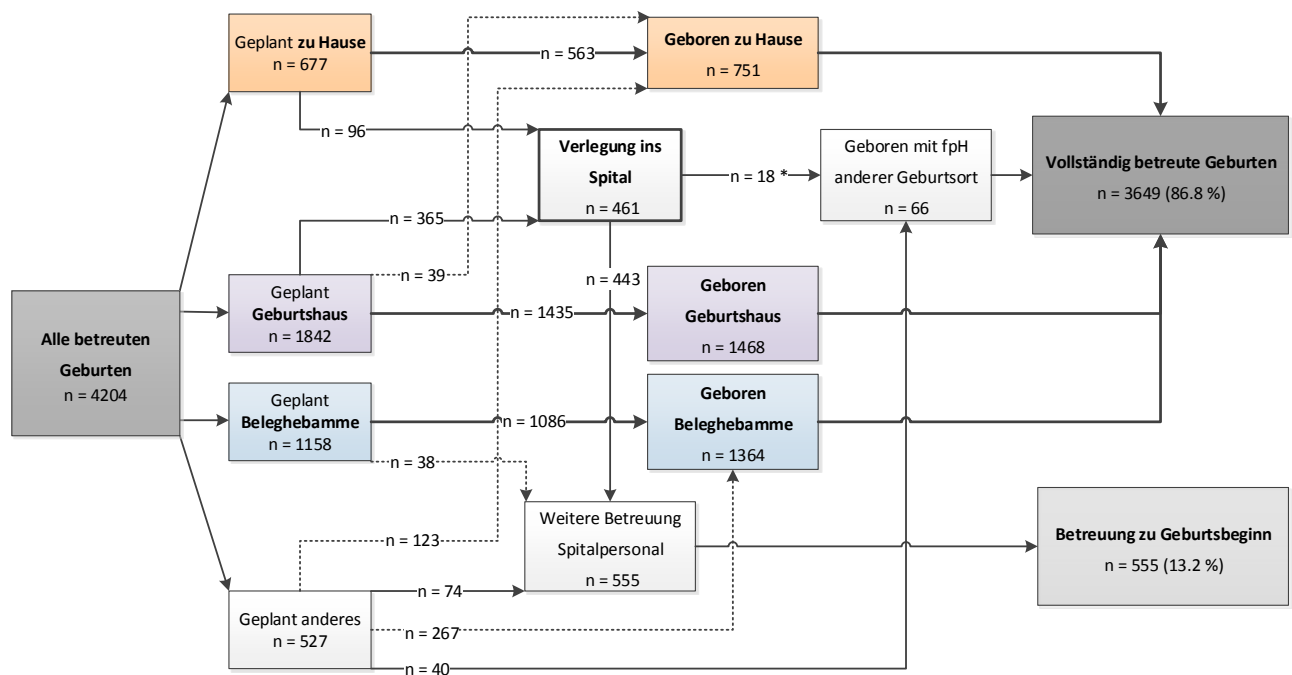 Alle betreuten
Geburten
n = 4204
Geplant zu Hause
n = 677
Geplant
Geburtshaus
n = 1842
Geplant
Beleghebamme
n = 1158
Geplant anderes
n = 527
n = 563
n = 96
n = 365
n = 39
n = 1435
n = 1086
n = 38
n = 123
n = 74
n = 267
n = 40
Verlegung ins
Spital
n = 461
n = 18 *
n = 443
Weitere Betreuung
Spitalpersonal
n = 555
Geboren zu Hause
n = 751
Geboren mit fpH
anderer Geburtsort
n = 66
Geboren
Geburtshaus
n = 1468
Geboren
Beleghebamme
n = 1364
Vollständig betreute Geburten
n = 3649 (86.8 %)
Betreuung zu Geburtsbeginn
n = 555 (13.2 %)